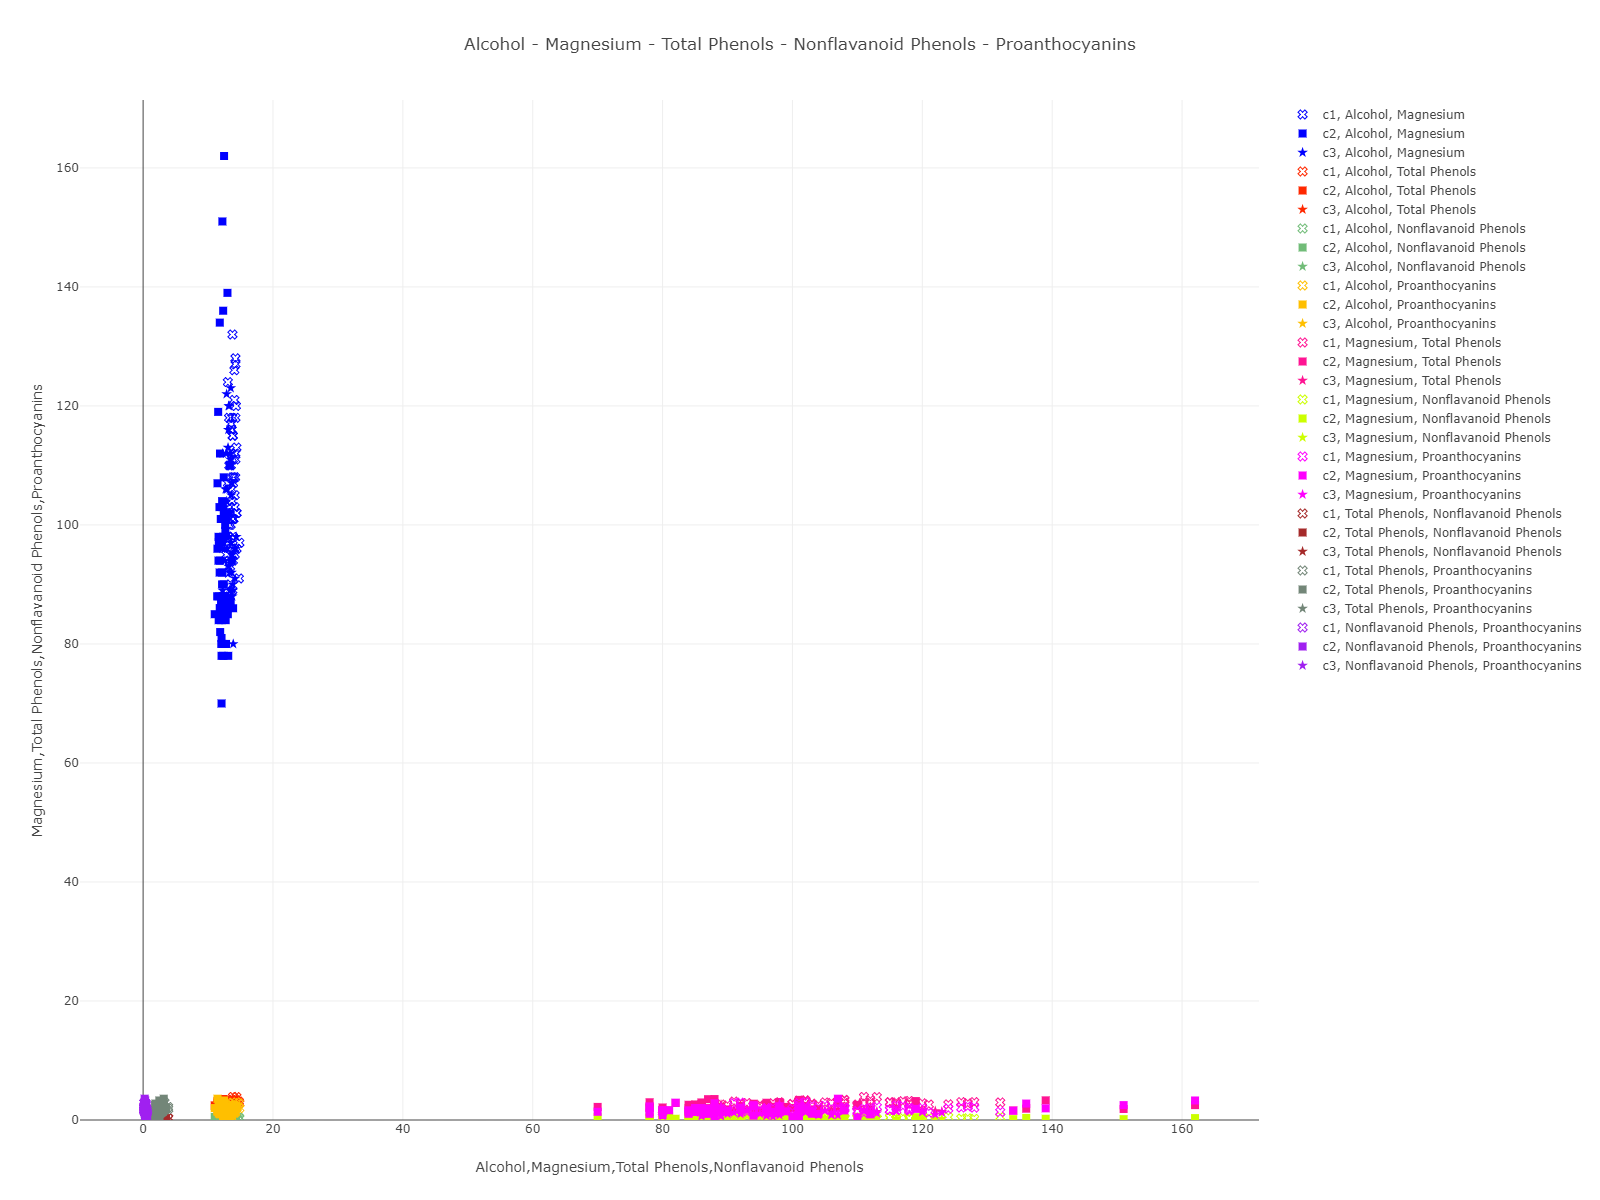 Alcohol - Magnesium - Total Phenols - Nonflavanoid Phenols - Proanthocyanins
Magnesium,Total Phenols,Nonflavanoid Phenols,Proanthocyanins
160
140
120
100
80
60
40
20
0
0 20 40 60 80 100 120 140 160
Alcohol,Magnesium,Total Phenols,Nonflavanoid Phenols
c1, Alcohol, Magnesium
c2, Alcohol, Magnesium
c3, Alcohol, Magnesium
c1, Alcohol, Total Phenols
c2, Alcohol, Total Phenols
c3, Alcohol, Total Phenols
c1, Alcohol, Nonflavanoid Phenols
c2, Alcohol, Nonflavanoid Phenols
c3, Alcohol, Nonflavanoid Phenols
c1, Alcohol, Proanthocyanins
c2, Alcohol, Proanthocyanins
c3, Alcohol, Proanthocyanins
c1, Magnesium, Total Phenols
c2, Magnesium, Total Phenols
c3, Magnesium, Total Phenols
c1, Magnesium, Nonflavanoid Phenols
c2, Magnesium, Nonflavanoid Phenols
c3, Magnesium, Nonflavanoid Phenols
c1, Magnesium, Proanthocyanins
c2, Magnesium, Proanthocyanins
c3, Magnesium, Proanthocyanins
c1, Total Phenols, Nonflavanoid Phenols
c2, Total Phenols, Nonflavanoid Phenols
c3, Total Phenols, Nonflavanoid Phenols
c1, Total Phenols, Proanthocyanins
c2, Total Phenols, Proanthocyanins
c3, Total Phenols, Proanthocyanins
c1, Nonflavanoid Phenols, Proanthocyanins
c2, Nonflavanoid Phenols, Proanthocyanins
c3, Nonflavanoid Phenols, Proanthocyanins